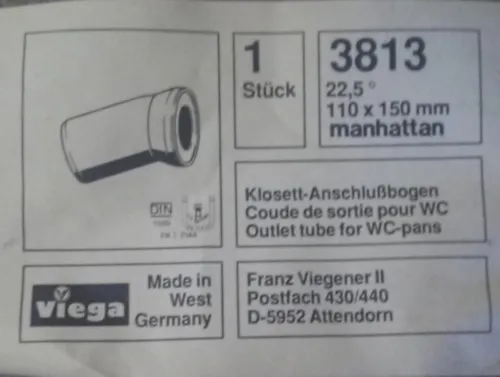 1
Stück
3813
22,5°
110 x 150 mm
manhattan
DIN
Klosett-Anschlußbogen
Coude de sortie pour WC
Outlet tube for WC-pans
viega
Made in
West
Germany
Franz Viegener II
Postfach 430/440
D-5952 Attendorn